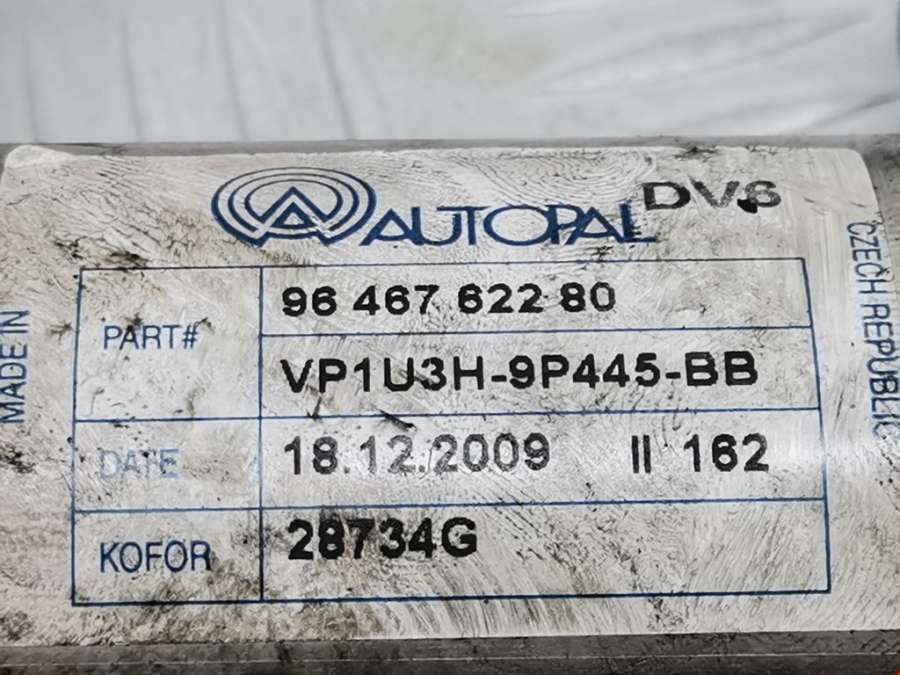 AUTOPAL DV6
MADE IN
CZECH REPUBLIC
PART#
96 467 622 80
VP1U3H-9P445-BB
DATE
18.12.2009 II 162
KOFOR
28734G